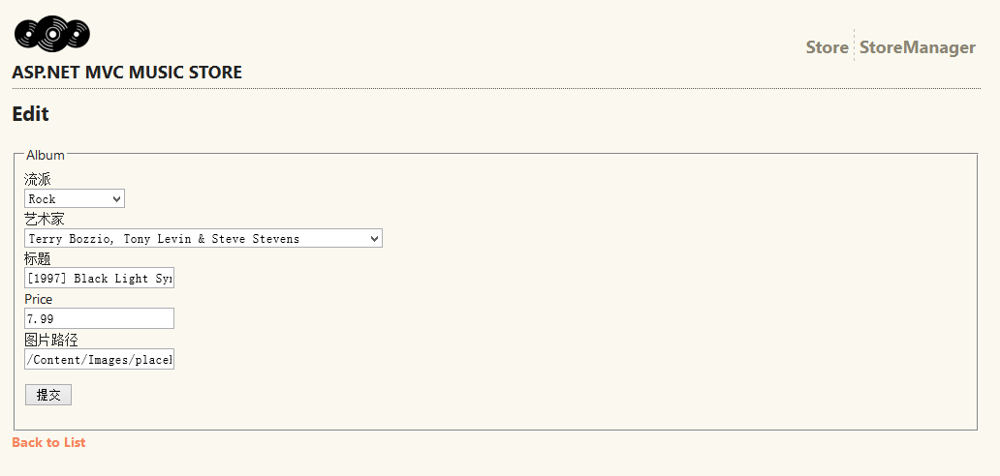 Store StoreManager
ASP.NET MVC MUSIC STORE
Edit
Album
流派
Rock
艺术家
Terry Bozzio, Tony Levin & Steve Stevens
标题
[1997] Black Light
Price
7.99
图片路径
/Content/Images/
提交
Back to List